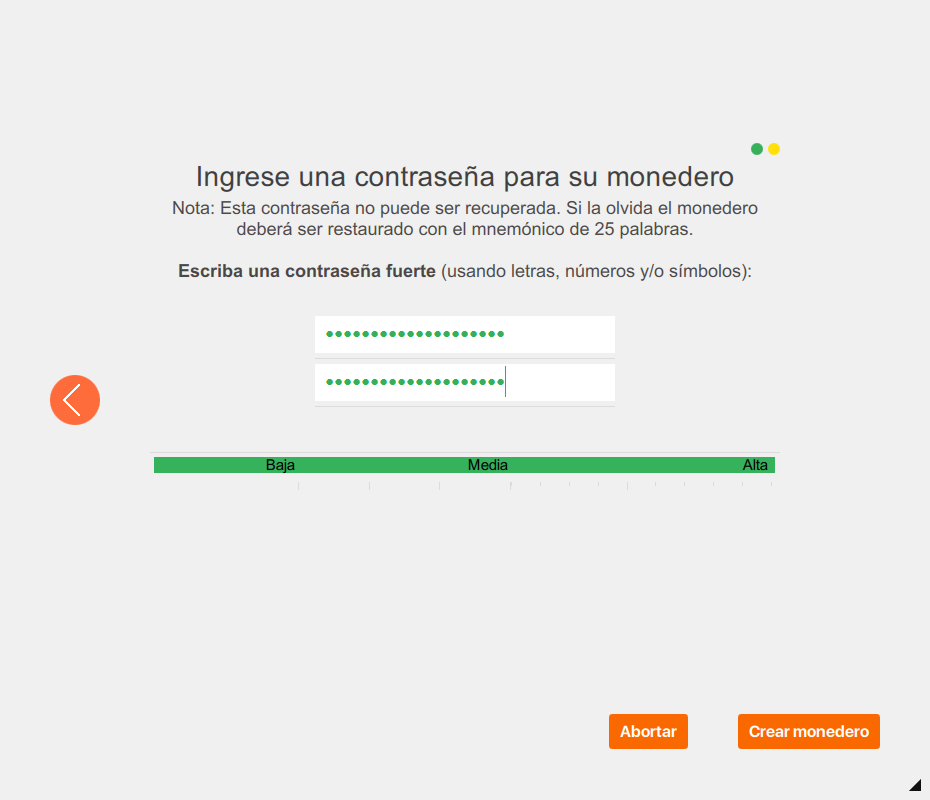 Ingrese una contraseña para su monedero
Nota: Esta contraseña no puede ser recuperada. Si la olvida el monedero
deberá ser restaurado con el mnemónico de 25 palabras.
Escriba una contraseña fuerte (usando letras, números y/o símbolos):
••••••••••••••••••••
••••••••••••••••••••
Baja Media Alta
Abortar Crear monedero